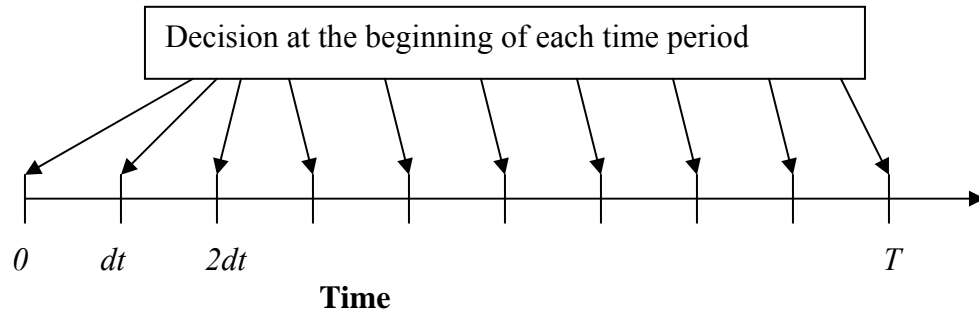 Decision at the beginning of each time period
0 dt 2dt T
Time